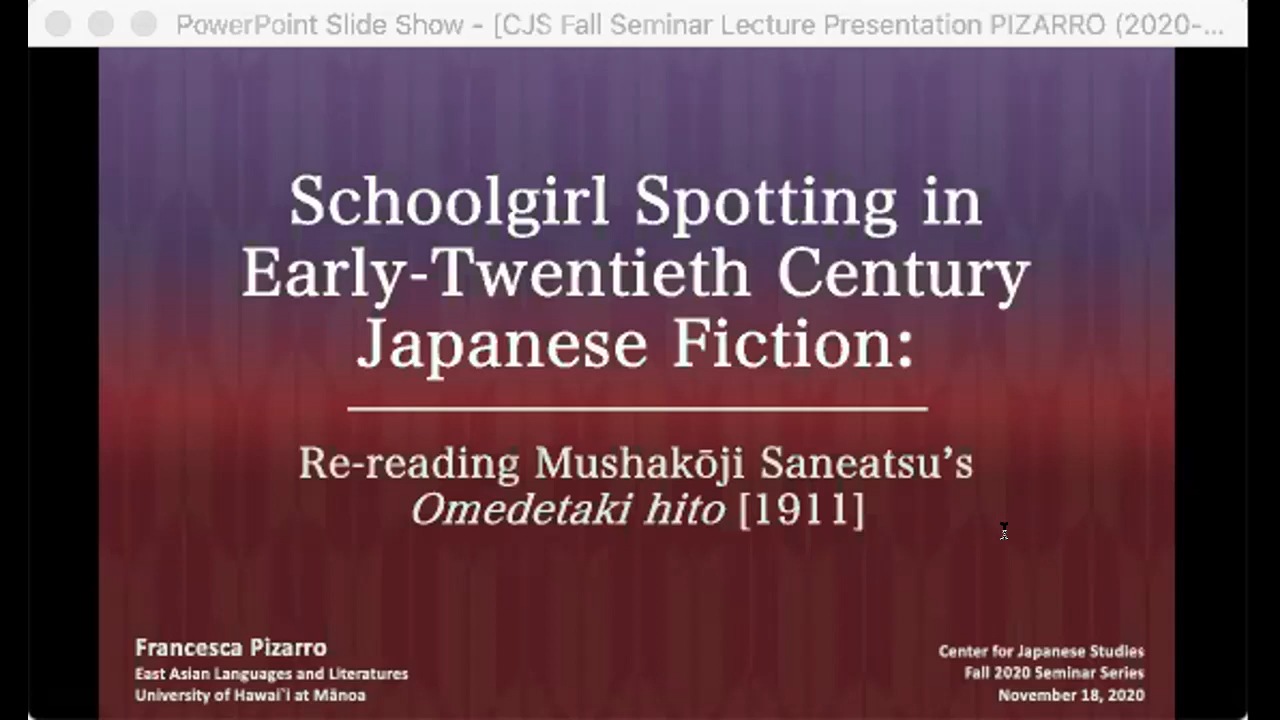 PowerPoint Slide Show - [CJS Fall Seminar Lecture Presentation PIZARRO (2020-...
Schoolgirl Spotting in
Early-Twentieth Century
Japanese Fiction:
Re-reading Mushakōji Saneatsu’s
Omedetaki hito [1911]
Francesca Pizarro
East Asian Languages and Literatures
University of Hawai`i at Mānoa
Center for Japanese Studies
Fall 2020 Seminar Series
November 18, 2020